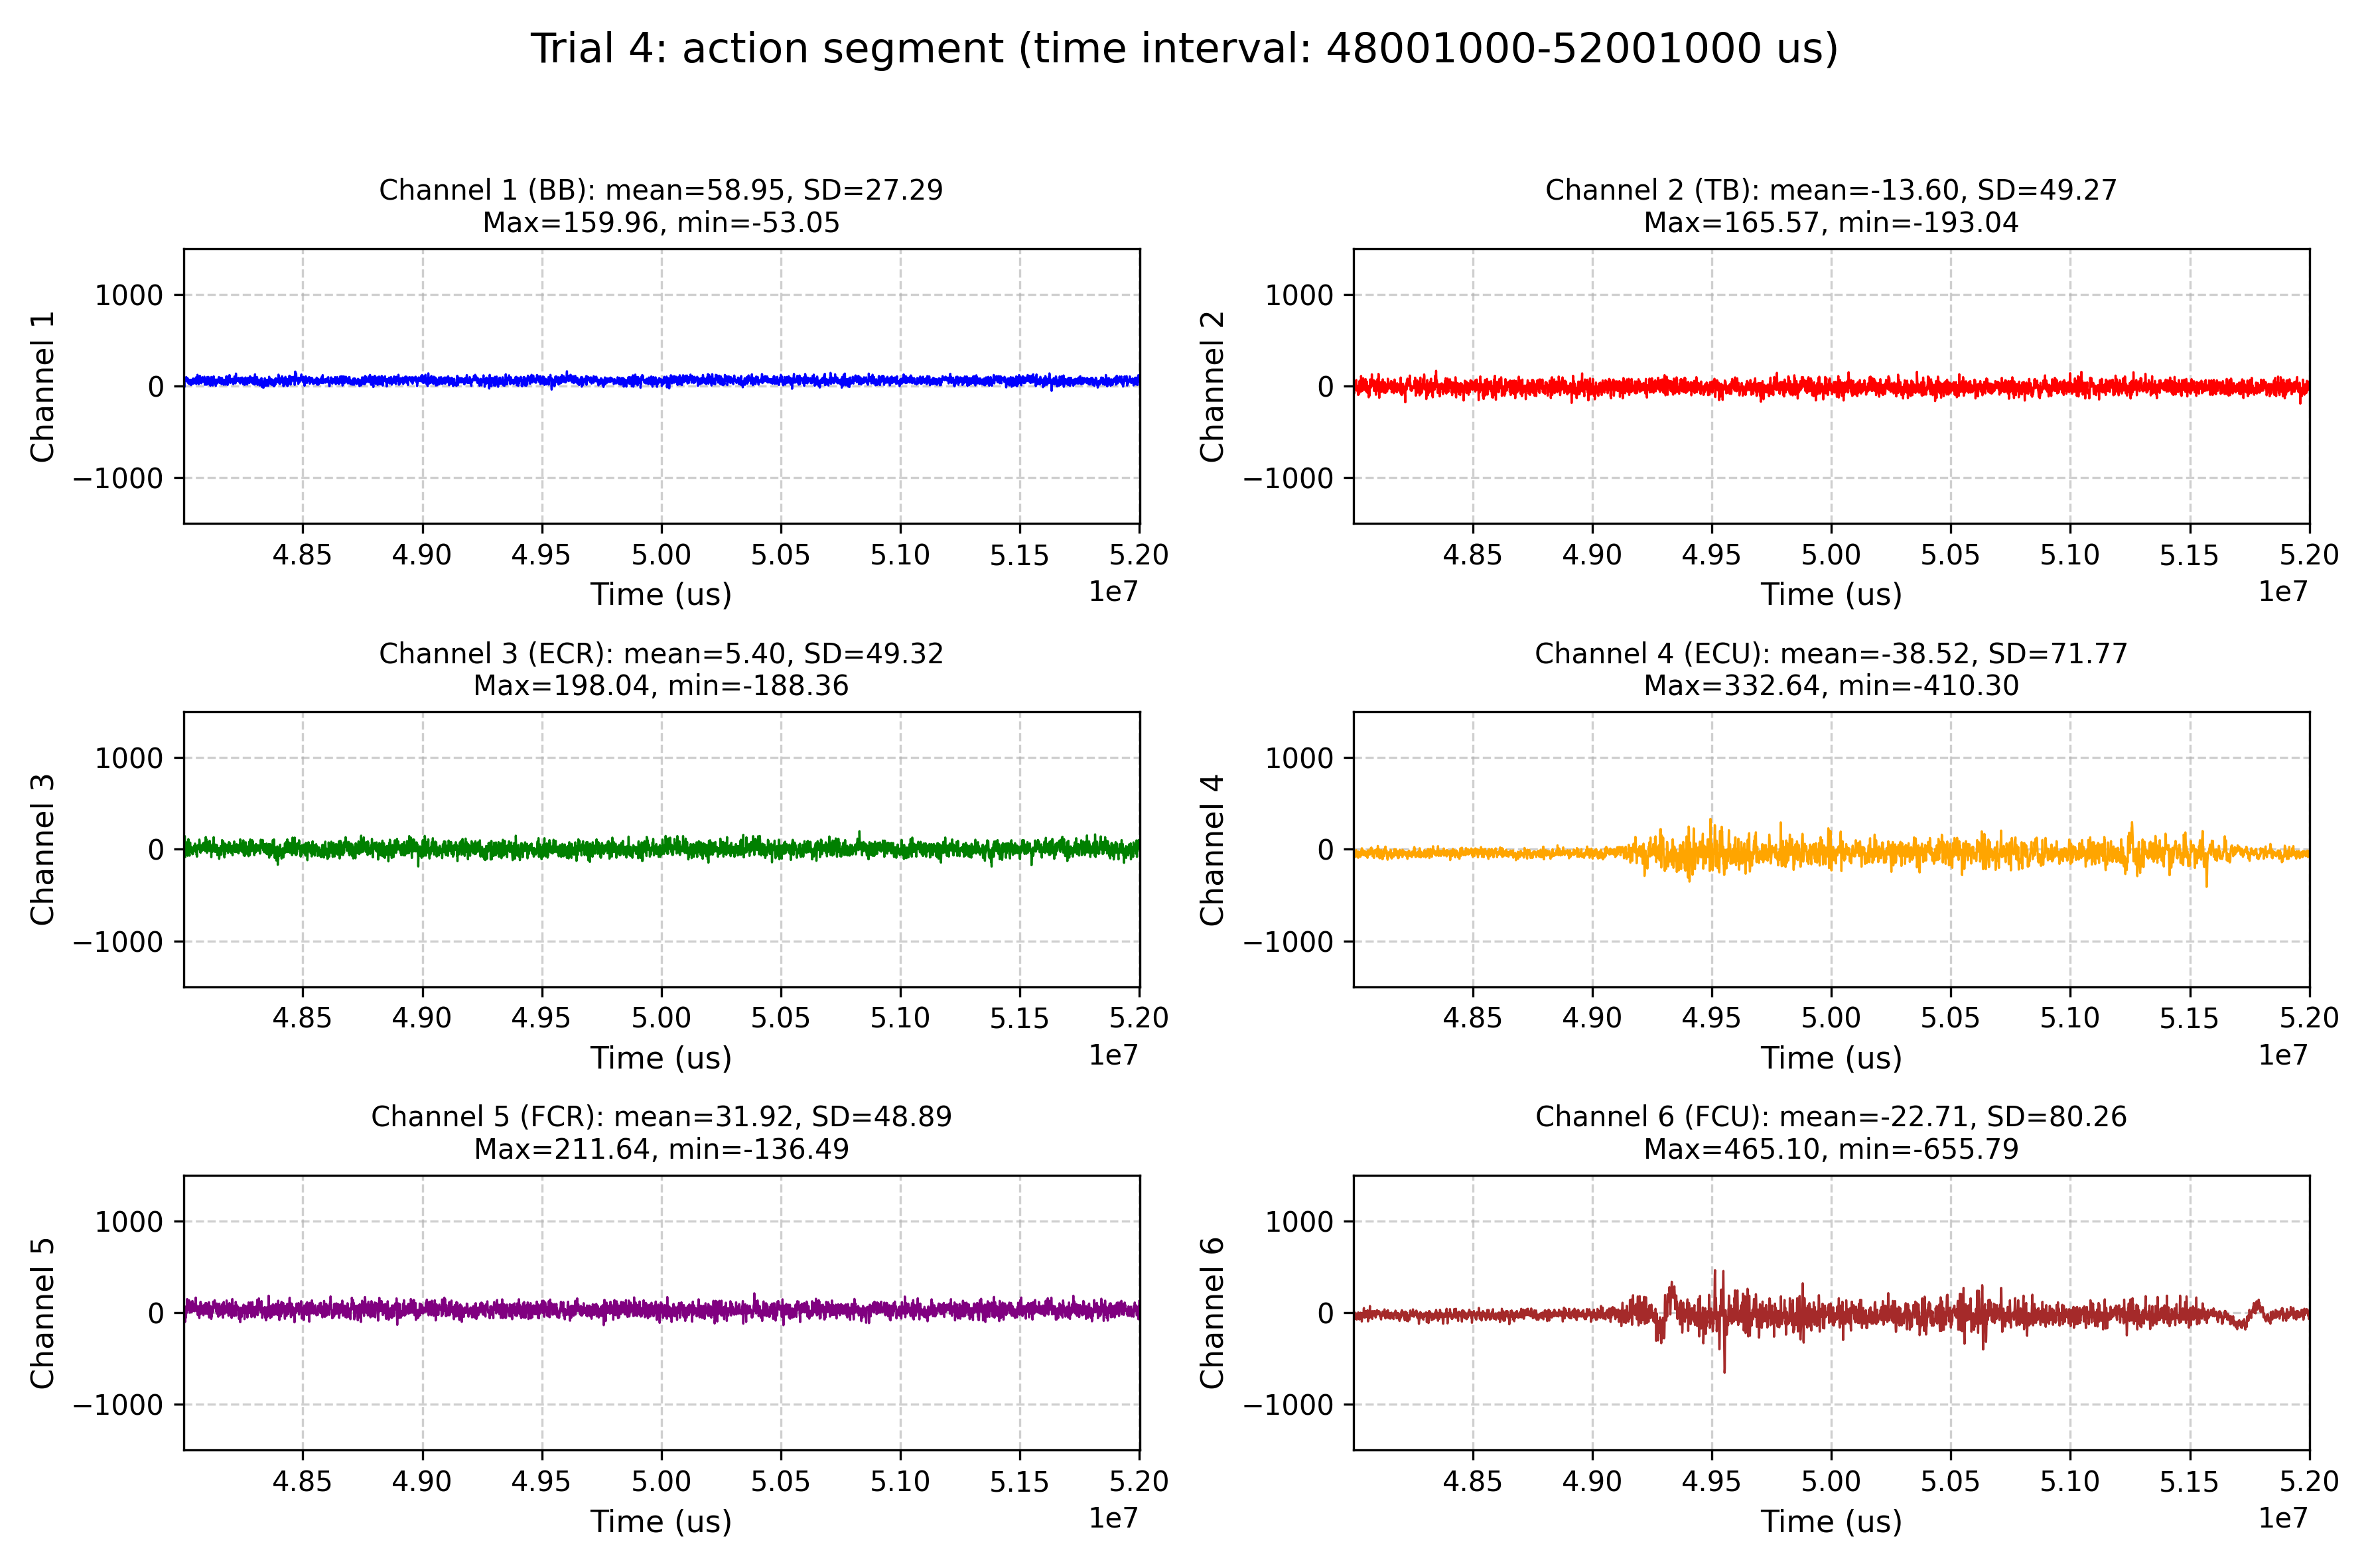 Trial 4: action segment (time interval: 48001000-52001000 us)
Channel 1 (BB): mean=58.95, SD=27.29
Max=159.96, min=-53.05
Channel 1
1000
0
−1000
4.85 4.90 4.95 5.00 5.05 5.10 5.15 5.20
Time (us)
1e7
Channel 2 (TB): mean=-13.60, SD=49.27
Max=165.57, min=-193.04
Channel 2
1000
0
−1000
4.85 4.90 4.95 5.00 5.05 5.10 5.15 5.20
Time (us)
1e7
Channel 3 (ECR): mean=5.40, SD=49.32
Max=198.04, min=-188.36
Channel 3
1000
0
−1000
4.85 4.90 4.95 5.00 5.05 5.10 5.15 5.20
Time (us)
1e7
Channel 4 (ECU): mean=-38.52, SD=71.77
Max=332.64, min=-410.30
Channel 4
1000
0
−1000
4.85 4.90 4.95 5.00 5.05 5.10 5.15 5.20
Time (us)
1e7
Channel 5 (FCR): mean=31.92, SD=48.89
Max=211.64, min=-136.49
Channel 5
1000
0
−1000
4.85 4.90 4.95 5.00 5.05 5.10 5.15 5.20
Time (us)
1e7
Channel 6 (FCU): mean=-22.71, SD=80.26
Max=465.10, min=-655.79
Channel 6
1000
0
−1000
4.85 4.90 4.95 5.00 5.05 5.10 5.15 5.20
Time (us)
1e7